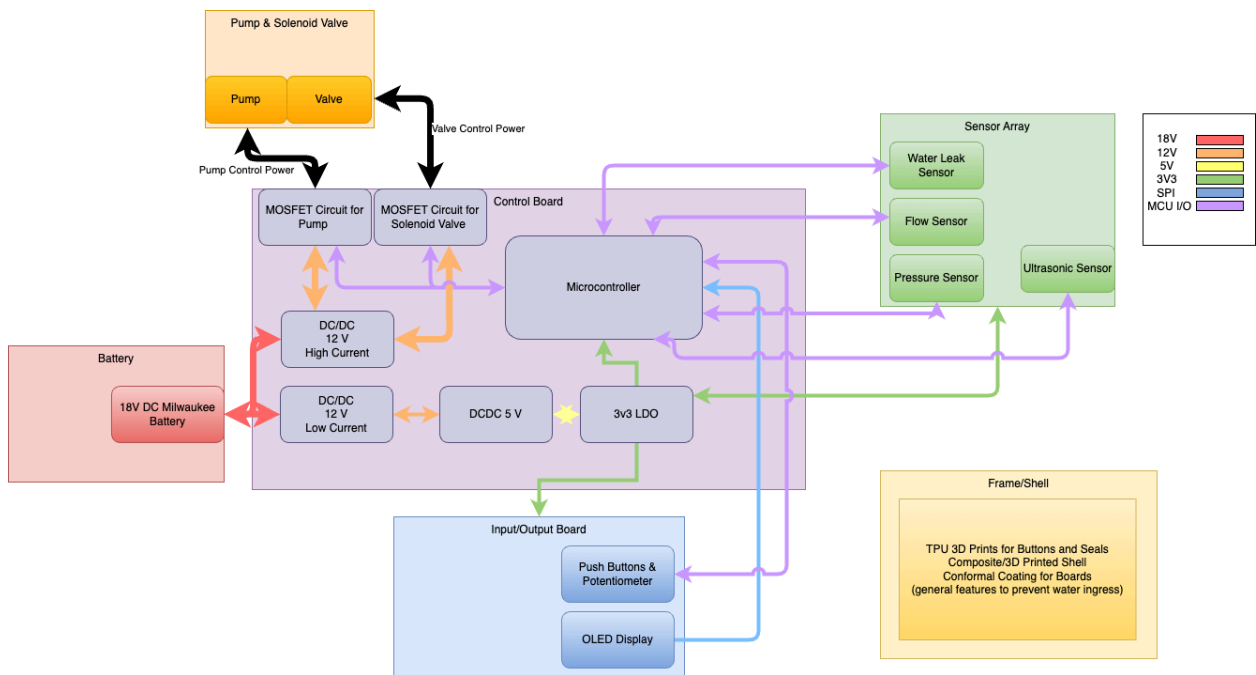 Pump & Solenoid Valve
Pump
Valve
Valve Control Power
Pump Control Power
Control Board
MOSFET Circuit for
Pump
MOSFET Circuit for
Solenoid Valve
Microcontroller
DC/DC
12 V
High Current
DC/DC
12 V
Low Current
DCDC 5 V
3v3 LDO
Battery
18V DC Milwaukee
Battery
Sensor Array
Water Leak
Sensor
Flow Sensor
Pressure Sensor
Ultrasonic Sensor
18V
12V
5V
3V3
SPI
MCU I/O
Input/Output Board
Push Buttons &
Potentiometer
OLED Display
Frame/Shell
TPU 3D Prints for Buttons and Seals
Composite/3D Printed Shell
Conformal Coating for Boards
(general features to prevent water ingress)